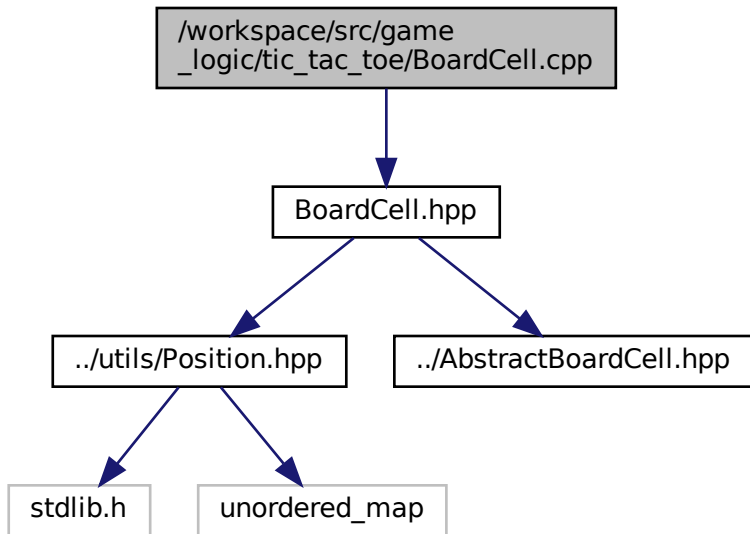 /workspace/src/game
_logic/tic_tac_toe/BoardCell.cpp
BoardCell.hpp
../utils/Position.hpp
../AbstractBoardCell.hpp
stdlib.h
unordered_map